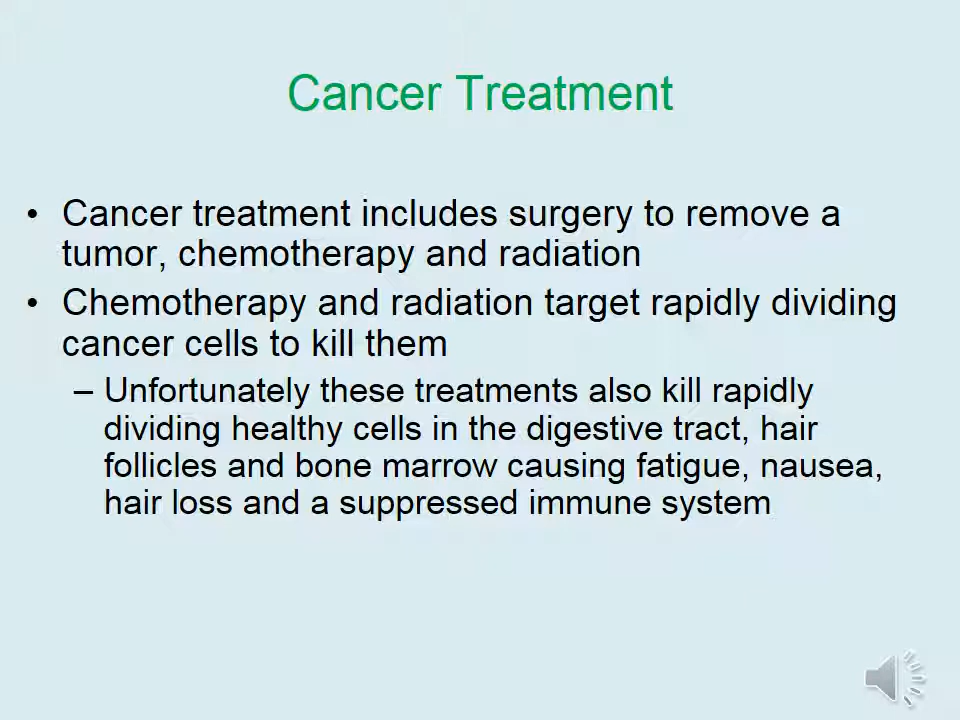 Cancer Treatment
• Cancer treatment includes surgery to remove a
tumor, chemotherapy and radiation
• Chemotherapy and radiation target rapidly dividing
cancer cells to kill them
– Unfortunately these treatments also kill rapidly
dividing healthy cells in the digestive tract, hair
follicles and bone marrow causing fatigue, nausea,
hair loss and a suppressed immune system